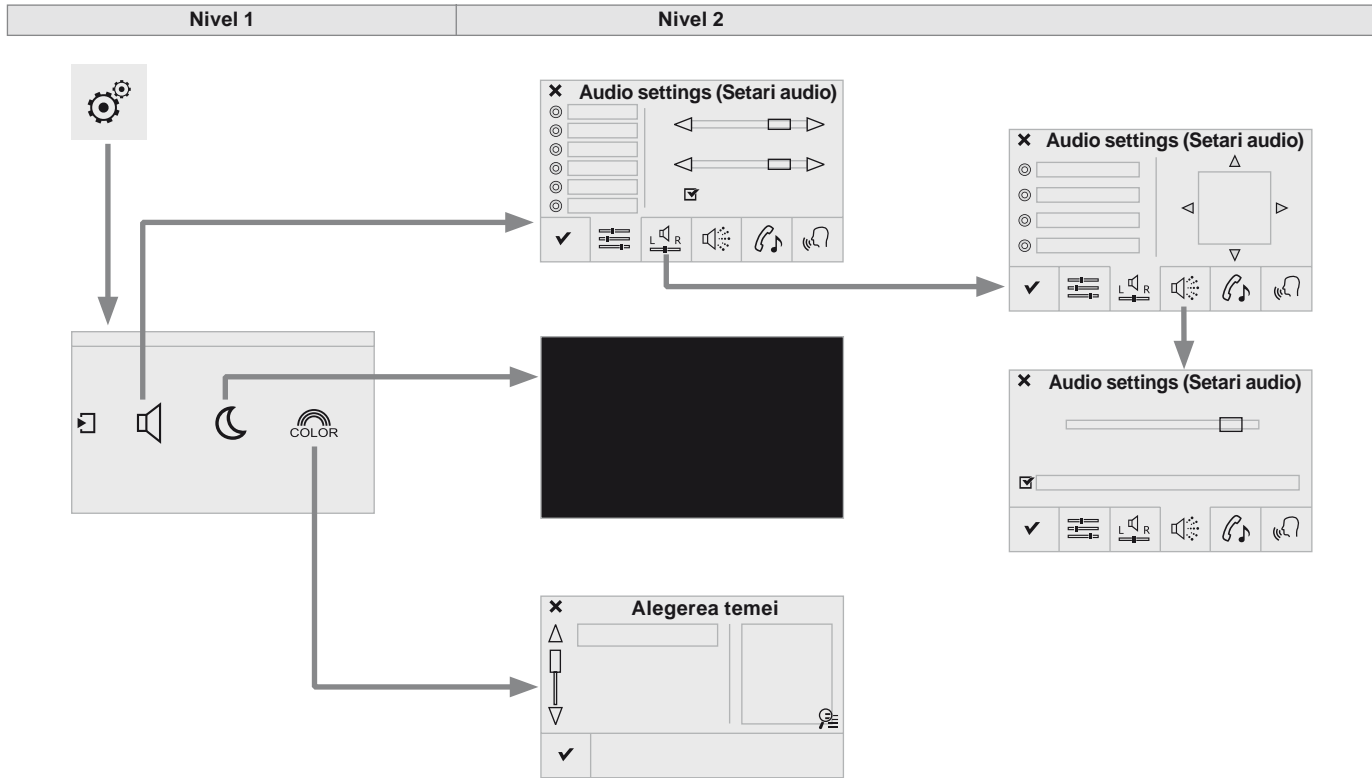 Nivel 1
Nivel 2
Audio settings (Setari audio)
L R
Audio settings (Setari audio)
L R
COLOR
Audio settings (Setari audio)
L R
Alegerea temei